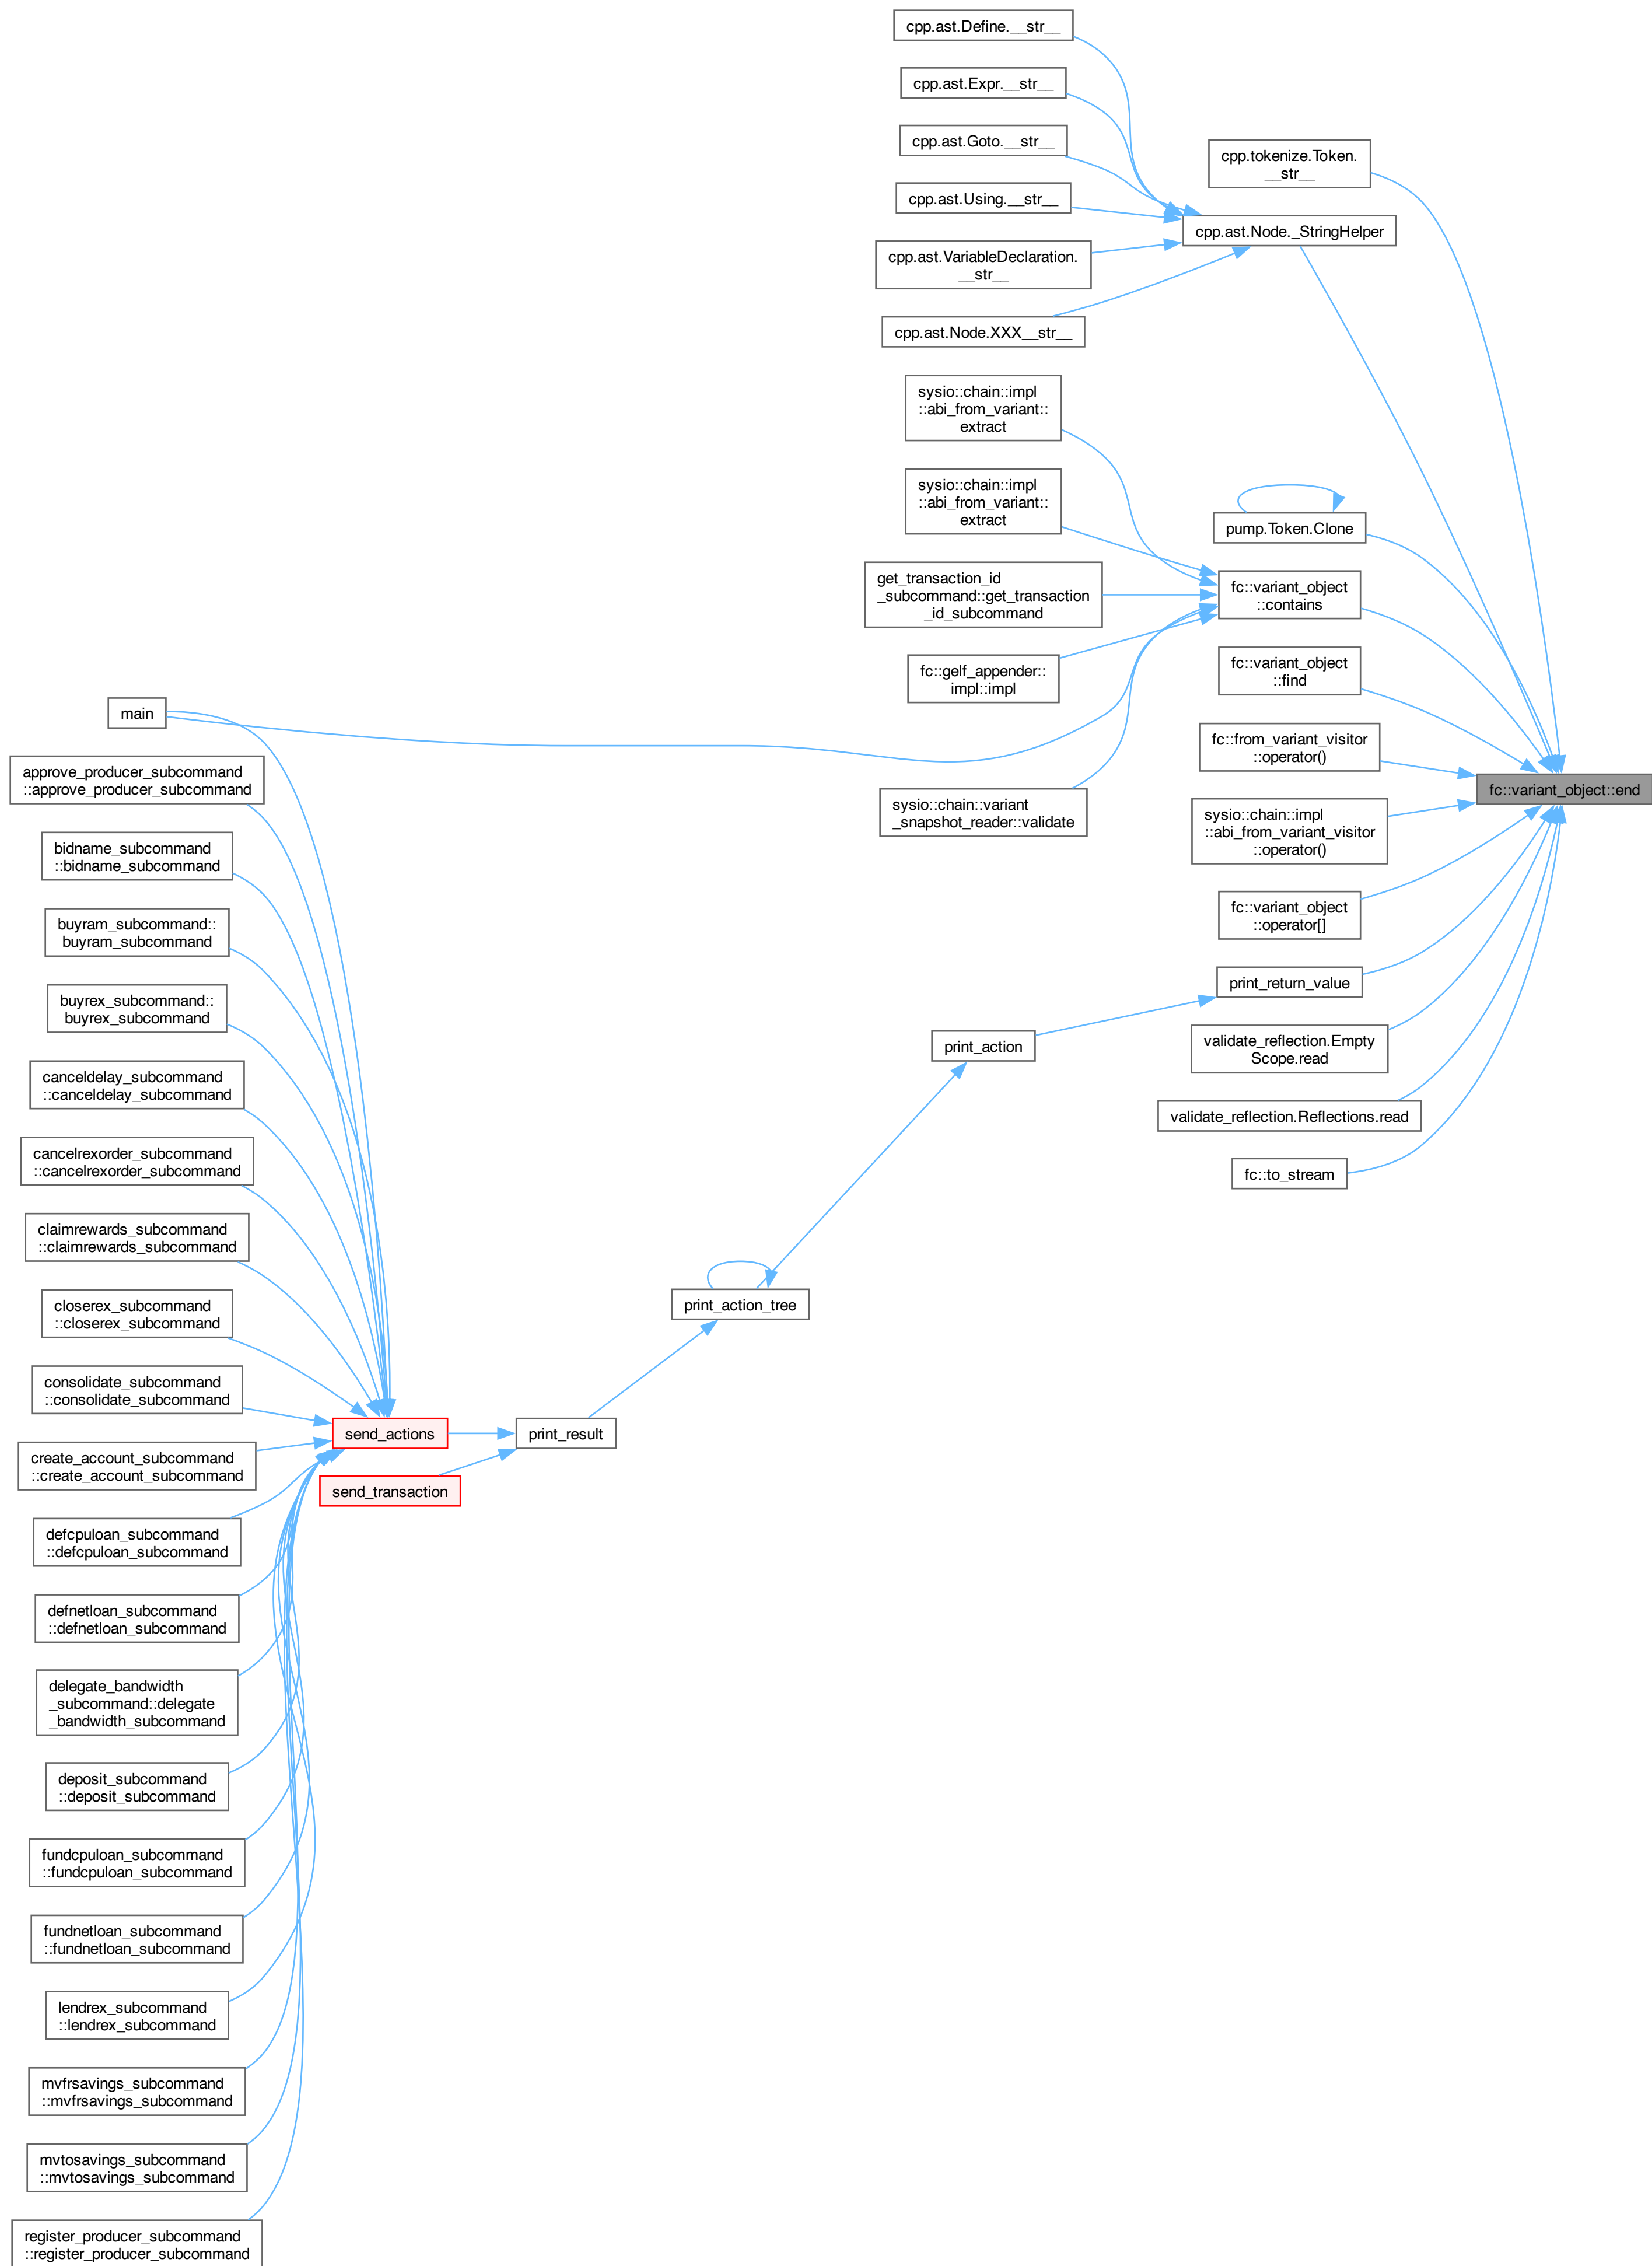 cpp.ast.Define.__str__
cpp.ast.Expr.__str__
cpp.ast.Goto.__str__
cpp.ast.Using.__str__
cpp.ast.VariableDeclaration.
__str__
cpp.ast.Node.XXX__str__
cpp.tokenize.Token.
__str__
cpp.ast.Node._StringHelper
sysio::chain::impl
::abi_from_variant::
extract
sysio::chain::impl
::abi_from_variant::
extract
get_transaction_id
_subcommand::get_transaction
_id_subcommand
fc::gelf_appender::
impl::impl
sysio::chain::variant
_snapshot_reader::validate
pump.Token.Clone
fc::variant_object
::contains
fc::variant_object
::find
fc::from_variant_visitor
::operator()
fc::variant_object::end
sysio::chain::impl
::abi_from_variant_visitor
::operator()
fc::variant_object
::operator[]
print_return_value
validate_reflection.Empty
Scope.read
validate_reflection.Reflections.read
fc::to_stream
print_action
print_action_tree
print_result
send_actions
send_transaction
main
approve_producer_subcommand
::approve_producer_subcommand
bidname_subcommand
::bidname_subcommand
buyram_subcommand::
buyram_subcommand
buyrex_subcommand::
buyrex_subcommand
canceldelay_subcommand
::canceldelay_subcommand
cancelrexorder_subcommand
::cancelrexorder_subcommand
claimrewards_subcommand
::claimrewards_subcommand
closerex_subcommand
::closerex_subcommand
consolidate_subcommand
::consolidate_subcommand
create_account_subcommand
::create_account_subcommand
defcpuloan_subcommand
::defcpuloan_subcommand
defnetloan_subcommand
::defnetloan_subcommand
delegate_bandwidth
_subcommand::delegate
_bandwidth_subcommand
deposit_subcommand
::deposit_subcommand
fundcpuloan_subcommand
::fundcpuloan_subcommand
fundnetloan_subcommand
::fundnetloan_subcommand
lendrex_subcommand
::lendrex_subcommand
mvfrsavings_subcommand
::mvfrsavings_subcommand
mvtosavings_subcommand
::mvtosavings_subcommand
register_producer_subcommand
::register_producer_subcommand